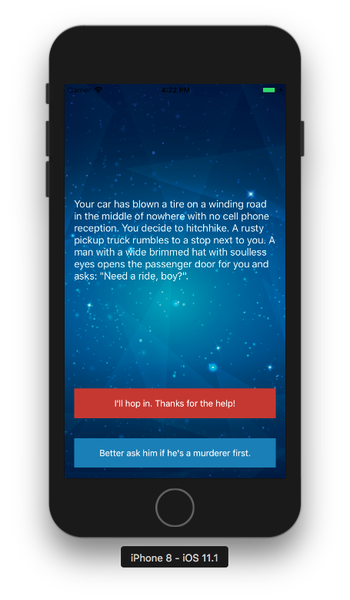 4:22 PM
Your car has blown a tire on a winding road
in the middle of nowhere with no cell phone
reception. You decide to hitchhike. A rusty
pickup truck rumbles to a stop next to you. A
man with a wide brimmed hat with soulless
eyes opens the passenger door for you and
asks: "Need a ride, boy?".
I'll hop in. Thanks for the help!
Better ask him if he's a murderer first.
iPhone 8 - iOS 11.1